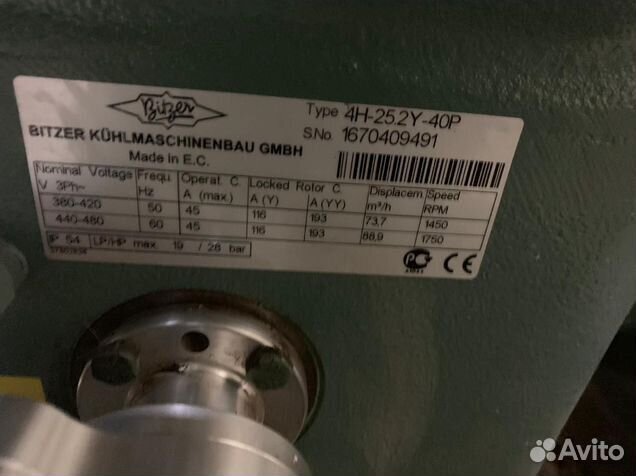 Bitzer
Type 4H-25.2Y-40P
S.No 1670409491
BITZER KÜHLMASCHINENBAU GMBH
Made in E.C.
Nominal Voltage Frequ. Operat. C. Locked Rotor C. Displacem. Speed
V 3Ph~ Hz A (max.) A (Y) A (YY) m³/h RPM
380-420 50 45 116 193 73,7 1450
440-480 60 45 116 193 88,9 1750
IP 54 LP/HP max. 19 / 28 bar
PC CE
Avito